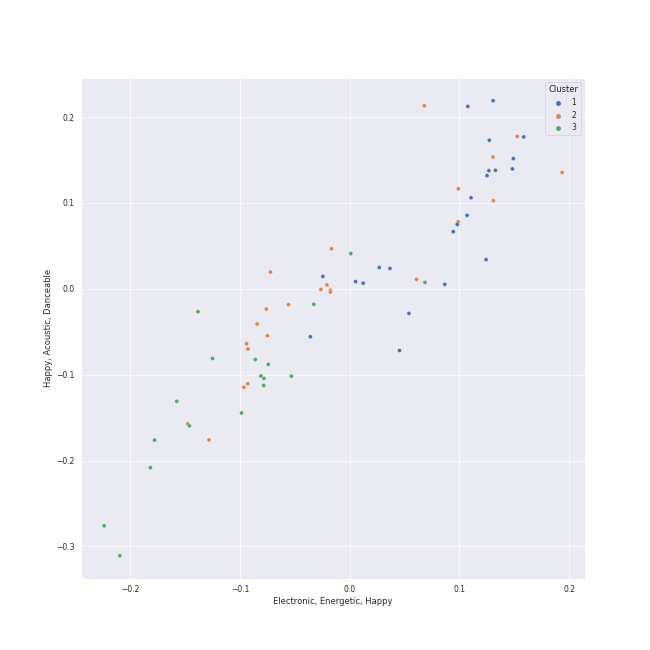 Cluster
1
2
3
0.2
0.1
0.0
−0.1
−0.2
−0.3
Happy, Acoustic, Danceable
−0.2 −0.1 0.0 0.1 0.2
Electronic, Energetic, Happy